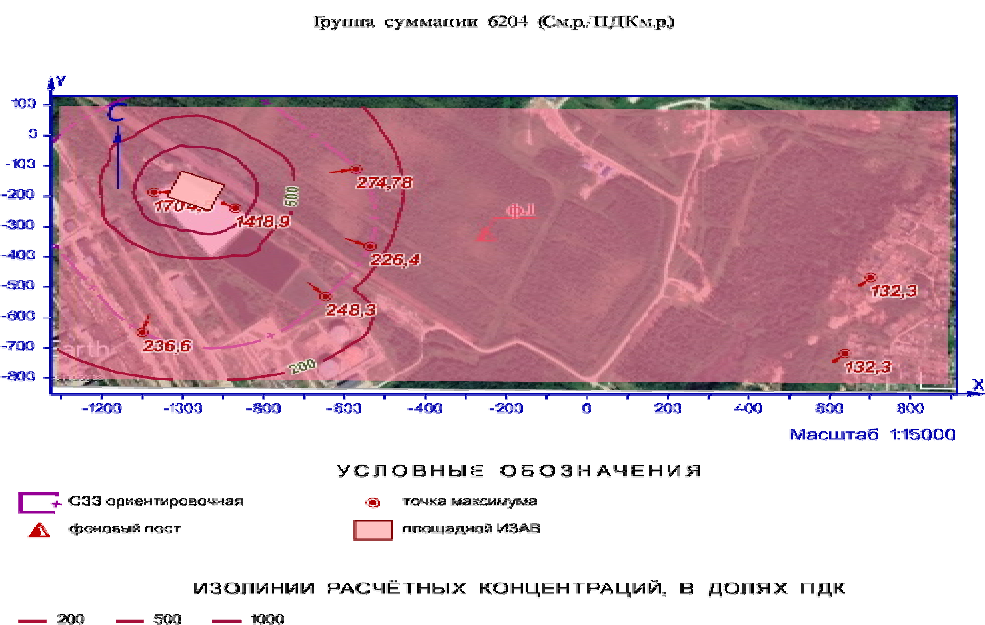 Группа суммации 6204 (См.р./ПДКм.р.)
Y
100
0
-100
-200
-300
-400
-500
-600
-700
-800
С
500
274,78
1418,9
ф.1
226,4
132,3
248,3
236,6
200
132,3
X
-1200 -1000 -800 -600 -400 -200 0 200 400 600 800
Масштаб 1:15000
УСЛОВНЫЕ ОБОЗНАЧЕНИЯ
СЗЗ ориентировочная
точка максимума
фоновый пост
площадной ИЗАВ
ИЗОЛИНИИ РАСЧЁТНЫХ КОНЦЕНТРАЦИЙ, В ДОЛЯХ ПДК
200 500 1000